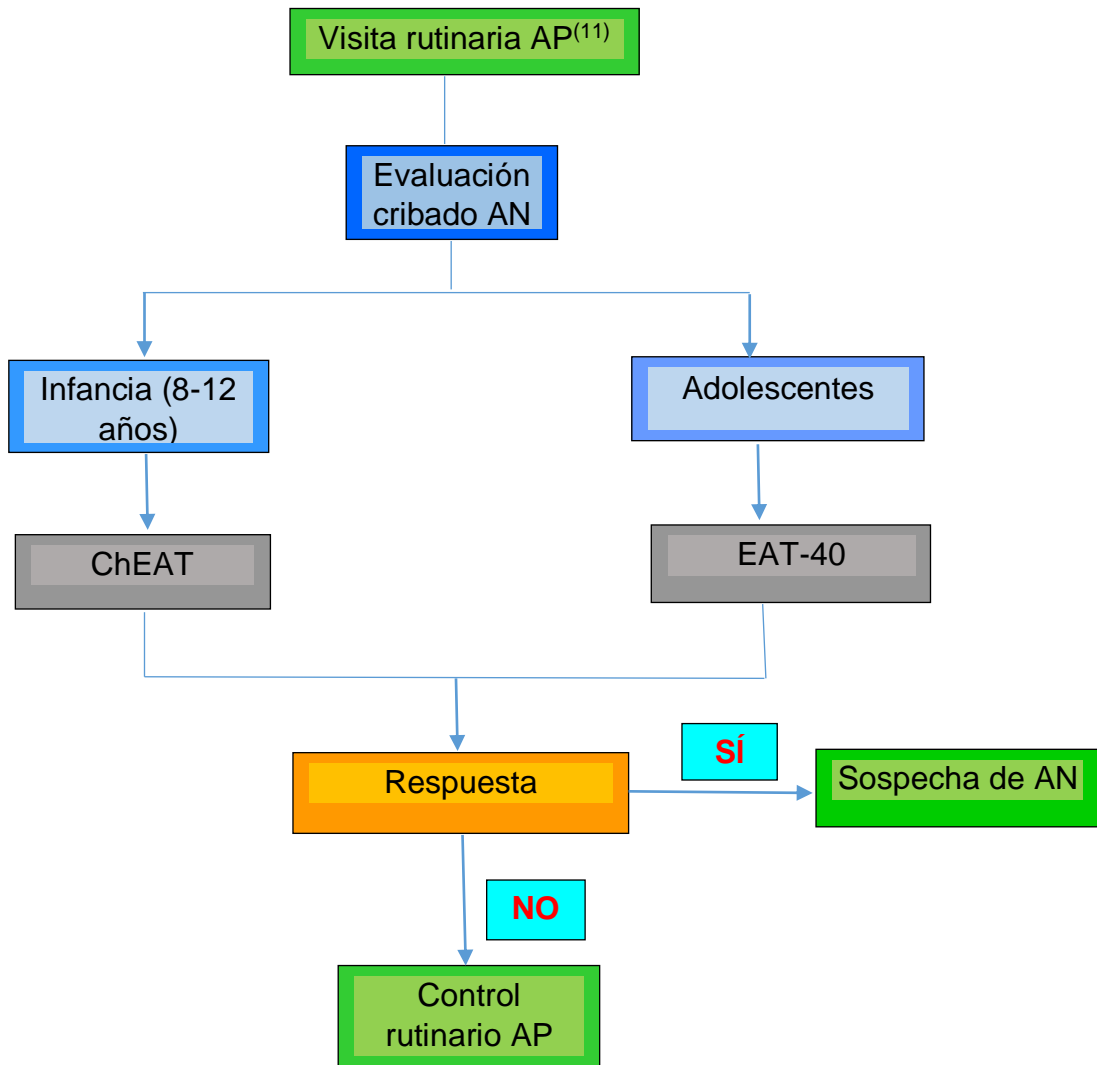 Visita rutinaria AP(11)
Evaluación
cribado AN
Infancia (8-12
años)
Adolescentes
ChEAT
EAT-40
Respuesta
SÍ
Sospecha de AN
NO
Control
rutinario AP